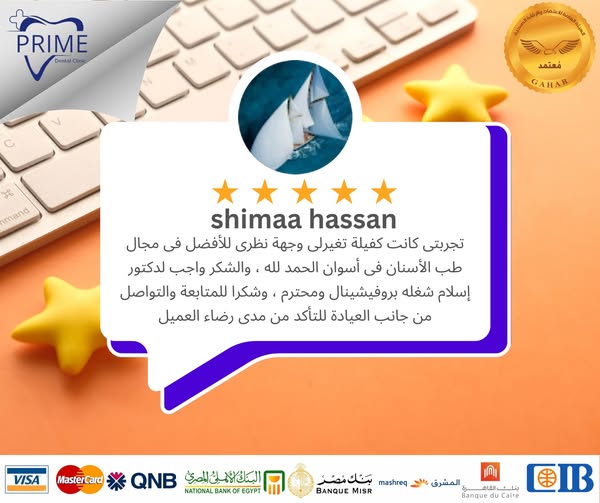 PRIME
Dental Clinic
مُعتمد
GAHAR
shimaa hassan
تجربتى كانت كفيلة تغيرلى وجهة نظرى للأفضل فى مجال
طب الأسنان فى أسوان الحمد لله ، والشكر واجب لدكتور
إسلام شغله بروفيشينال ومحترم ، وشكرا للمتابعة والتواصل
من جانب العيادة للتأكد من مدى رضاء العميل
command
VISA
MasterCard
QNB
البنك الأهلي المصري
NATIONAL BANK OF EGYPT
بنك مصر
BANQUE MISR
mashreq المشرق
بنك القاهرة
Banque du Caire
CIB